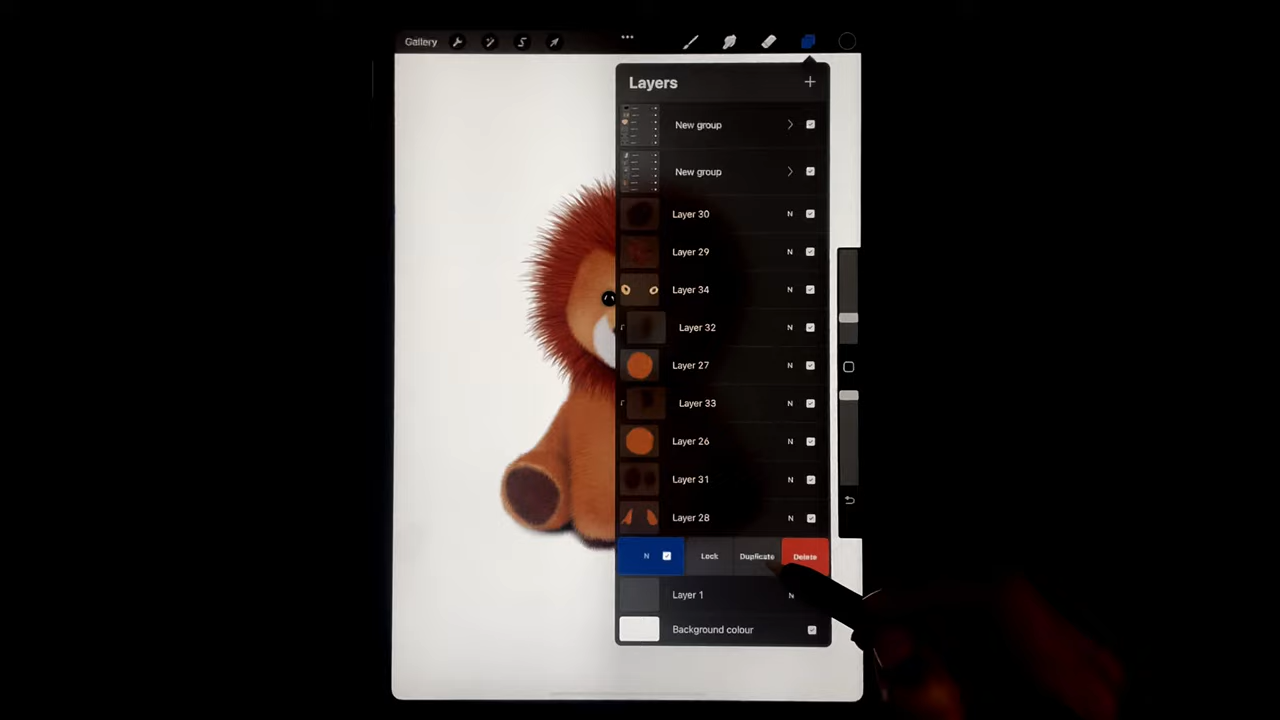 Gallery
Layers
New group
New group
Layer 30 N
Layer 29 N
Layer 34 N
Layer 32 N
Layer 27 N
Layer 33 N
Layer 26 N
Layer 31 N
Layer 28 N
N Lock Duplicate Delete
Layer 1 N
Background colour